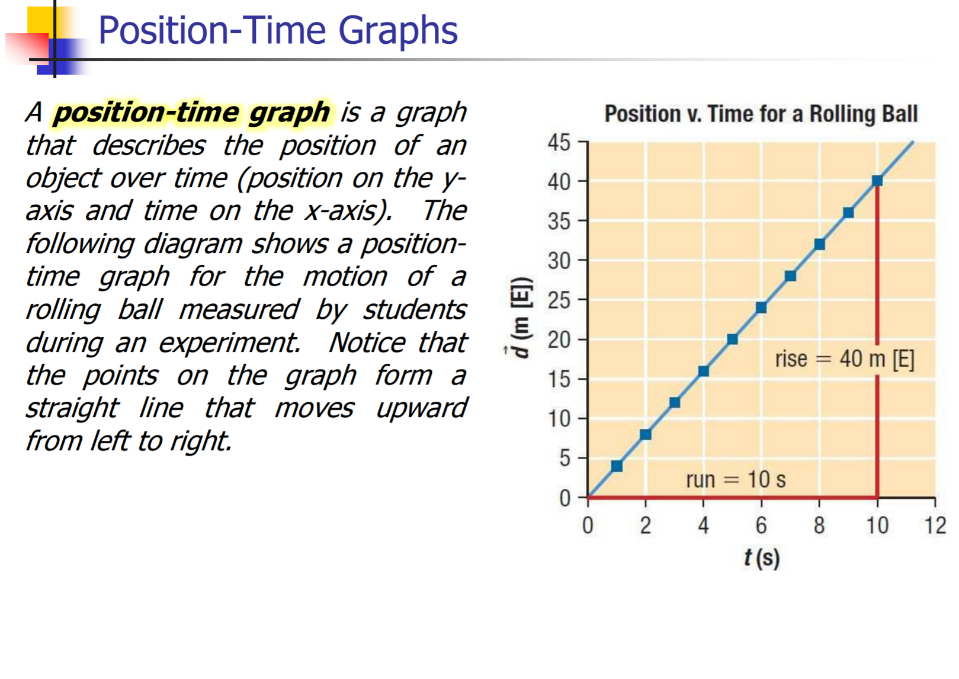 Position-Time Graphs
A position-time graph is a graph
that describes the position of an
object over time (position on the y-
axis and time on the x-axis). The
following diagram shows a position-
time graph for the motion of a
rolling ball measured by students
during an experiment. Notice that
the points on the graph form a
straight line that moves upward
from left to right.
Position v. Time for a Rolling Ball
45
40
35
30
25
20
15
10
5
0
d⃗ (m [E])
rise = 40 m [E]
run = 10 s
0 2 4 6 8 10 12
t (s)